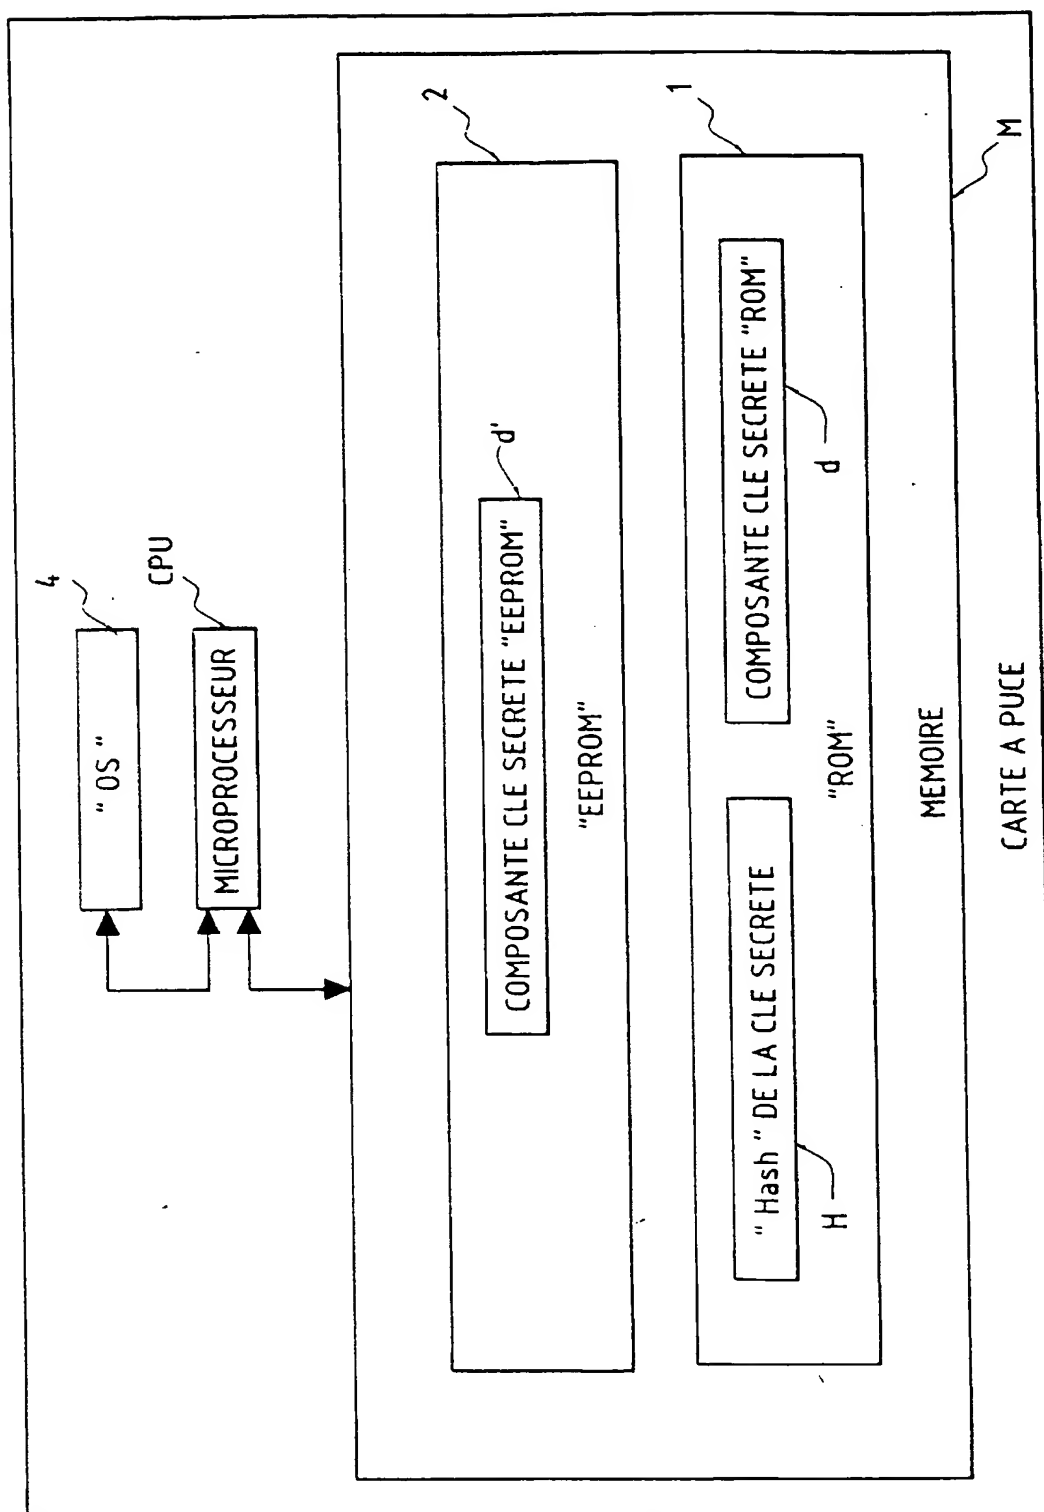 4
" OS "
CPU
MICROPROCESSEUR
2
d'
COMPOSANTE CLE SECRETE "EEPROM"
"EEPROM"
1
" Hash " DE LA CLE SECRETE
COMPOSANTE CLE SECRETE "ROM"
H
"ROM"
d
MEMOIRE
M
CARTE A PUCE